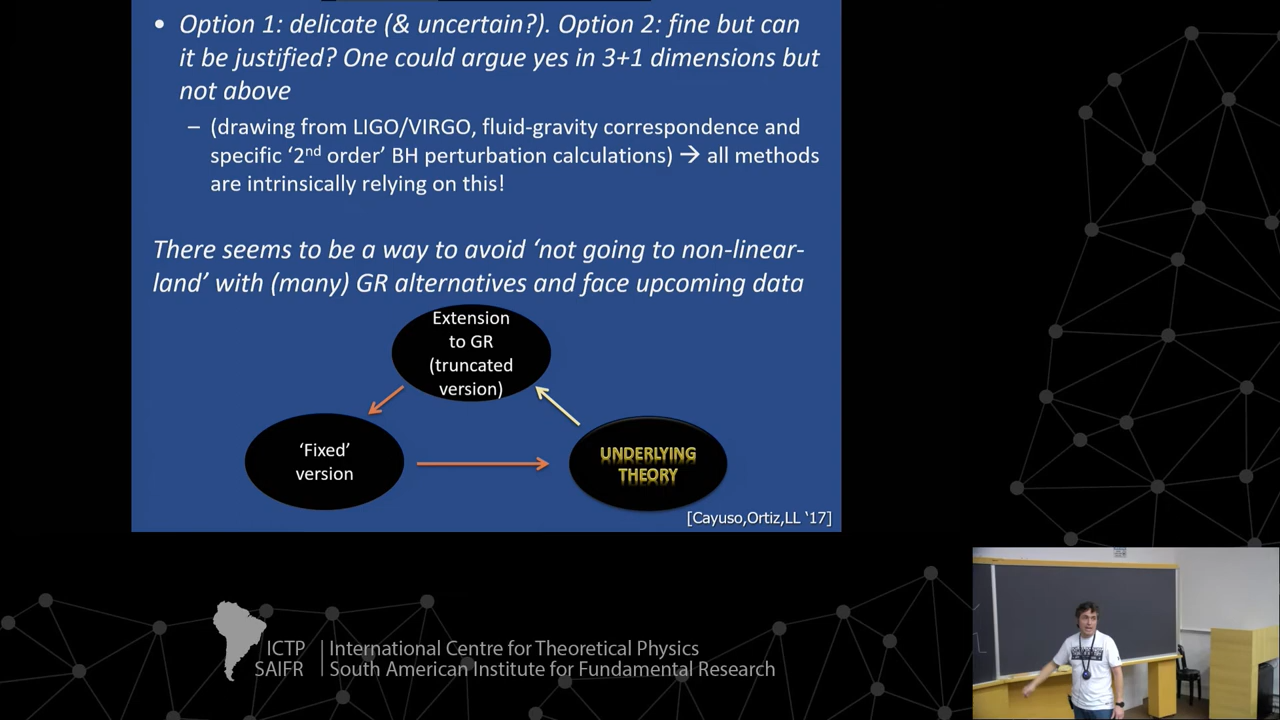 • Option 1: delicate (& uncertain?). Option 2: fine but can
it be justified? One could argue yes in 3+1 dimensions but
not above
– (drawing from LIGO/VIRGO, fluid-gravity correspondence and
specific ‘2nd order’ BH perturbation calculations) → all methods
are intrinsically relying on this!
There seems to be a way to avoid ‘not going to non-linear-
land’ with (many) GR alternatives and face upcoming data
Extension
to GR
(truncated
version)
‘Fixed’
version
UNDERLYING
THEORY
[Cayuso,Ortiz,LL ‘17]
ICTP | International Centre for Theoretical Physics
SAIFR | South American Institute for Fundamental Research